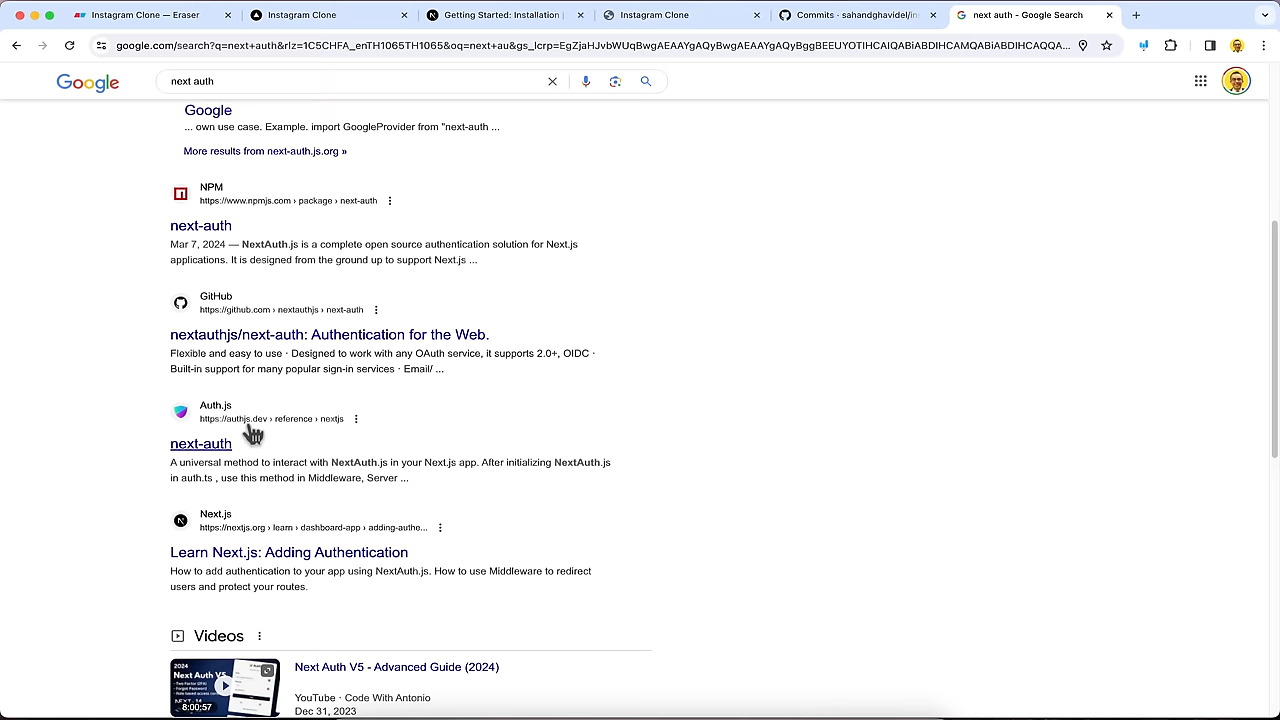 Instagram Clone — Eraser
Instagram Clone
Getting Started: Installation |
Instagram Clone
Commits · sahandghavidel/ins
next auth - Google Search
google.com/search?q=next+auth&rlz=1C5CHFA_enTH1065TH1065&oq=next+au&gs_lcrp=EgZjaHJvbWUqBwgAEAAYgAQyBwgAEAAYgAQyBggBEEUYOTIHCAIQABiABDIHCAMQABiABDIHCAQQA...
Google
next auth
Google
... own use case. Example. import GoogleProvider from "next-auth ...
More results from next-auth.js.org »
NPM
https://www.npmjs.com › package › next-auth
next-auth
Mar 7, 2024 — NextAuth.js is a complete open source authentication solution for Next.js
applications. It is designed from the ground up to support Next.js ...
GitHub
https://github.com › nextauthjs › next-auth
nextauthjs/next-auth: Authentication for the Web.
Flexible and easy to use · Designed to work with any OAuth service, it supports 2.0+, OIDC ·
Built-in support for many popular sign-in services · Email/ ...
Auth.js
https://authjs.dev › reference › nextjs
next-auth
A universal method to interact with NextAuth.js in your Next.js app. After initializing NextAuth.js
in auth.ts , use this method in Middleware, Server ...
Next.js
https://nextjs.org › learn › dashboard-app › adding-authe...
Learn Next.js: Adding Authentication
How to add authentication to your app using NextAuth.js. How to use Middleware to redirect
users and protect your routes.
Videos
2024
Next Auth V5
8:00:57
Next Auth V5 - Advanced Guide (2024)
YouTube · Code With Antonio
Dec 31, 2023